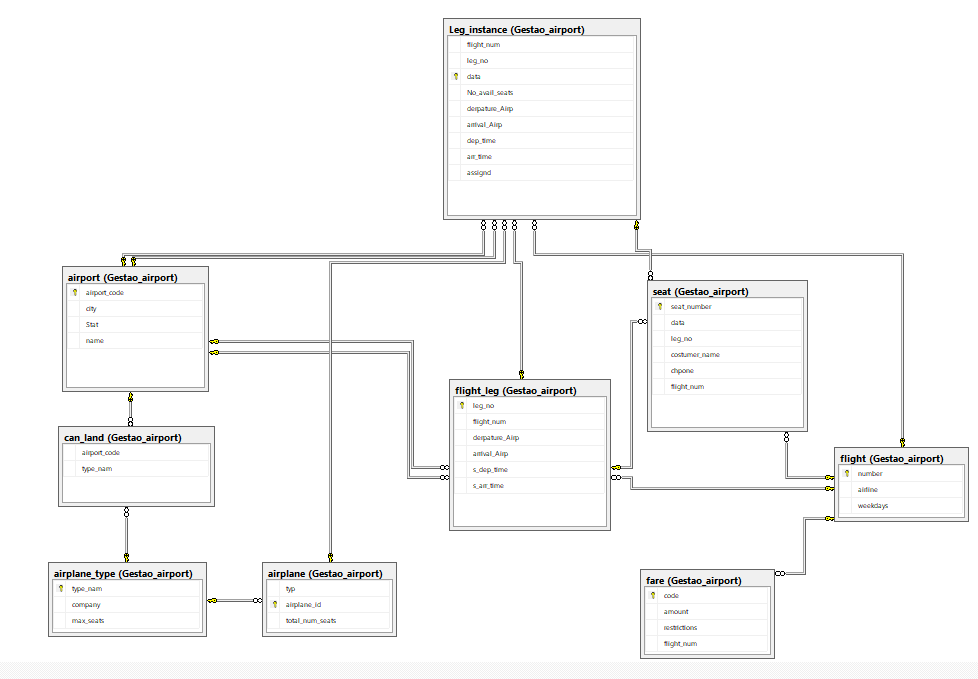 Leg_instance (Gestao_airport)
flight_num
leg_no
data
No_avail_seats
derpature_Airp
arrival_Airp
dep_time
arr_time
assignd
airport (Gestao_airport)
airport_code
city
Stat
name
seat (Gestao_airport)
seat_number
data
leg_no
costumer_name
chpone
flight_num
flight_leg (Gestao_airport)
leg_no
flight_num
derpature_Airp
arrival_Airp
s_dep_time
s_arr_time
can_land (Gestao_airport)
airport_code
type_nam
flight (Gestao_airport)
number
airline
weekdays
airplane_type (Gestao_airport)
type_nam
company
max_seats
airplane (Gestao_airport)
typ
airplane_id
total_num_seats
fare (Gestao_airport)
code
amount
restrictions
flight_num